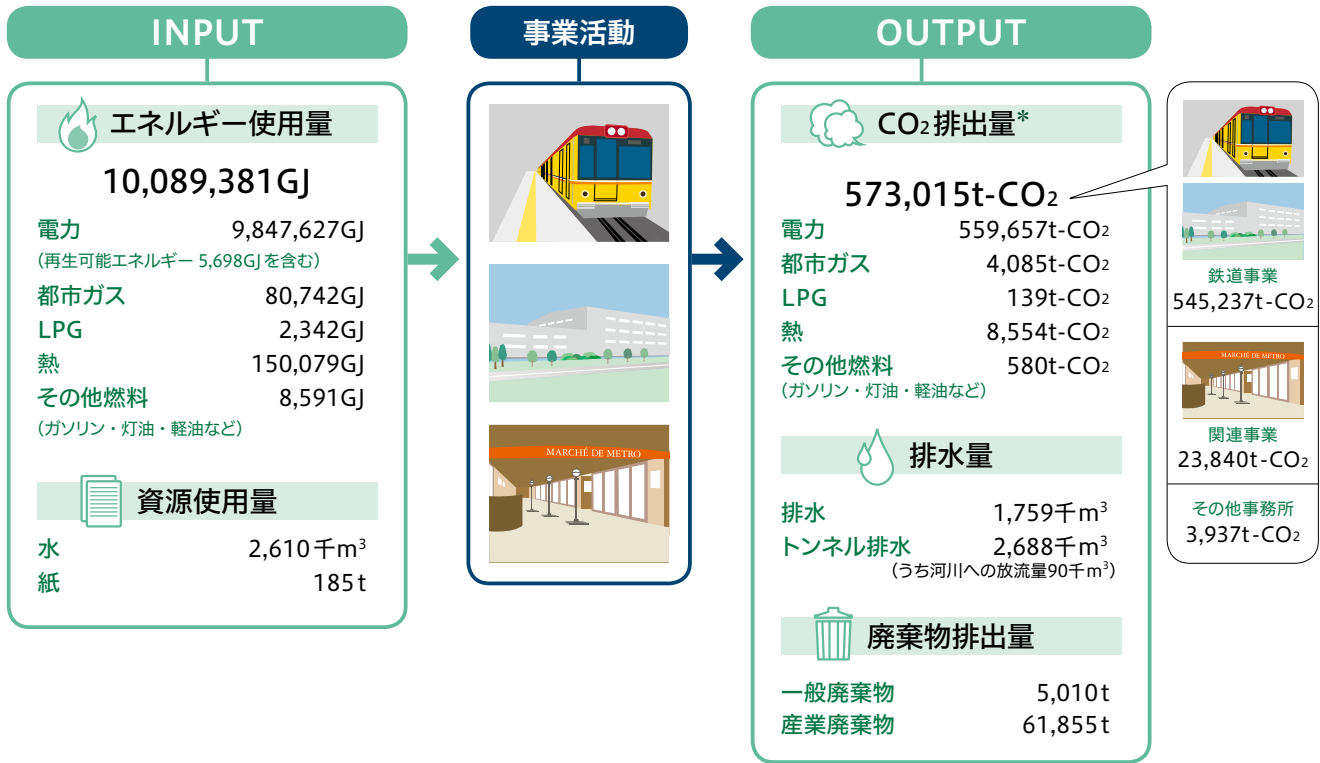 INPUT
エネルギー使用量
10,089,381GJ
電力 9,847,627GJ
(再生可能エネルギー 5,698GJを含む)
都市ガス 80,742GJ
LPG 2,342GJ
熱 150,079GJ
その他燃料 8,591GJ
(ガソリン・灯油・軽油など)
資源使用量
水 2,610千m³
紙 185t
事業活動
MARCHÉ DE METRO
OUTPUT
CO₂排出量*
573,015t-CO₂
電力 559,657t-CO₂
都市ガス 4,085t-CO₂
LPG 139t-CO₂
熱 8,554t-CO₂
その他燃料 580t-CO₂
(ガソリン・灯油・軽油など)
排水量
排水 1,759千m³
トンネル排水 2,688千m³
(うち河川への放流量90千m³)
廃棄物排出量
一般廃棄物 5,010t
産業廃棄物 61,855t
鉄道事業
545,237t-CO₂
MARCHÉ DE METRO
関連事業
23,840t-CO₂
その他事務所
3,937t-CO₂